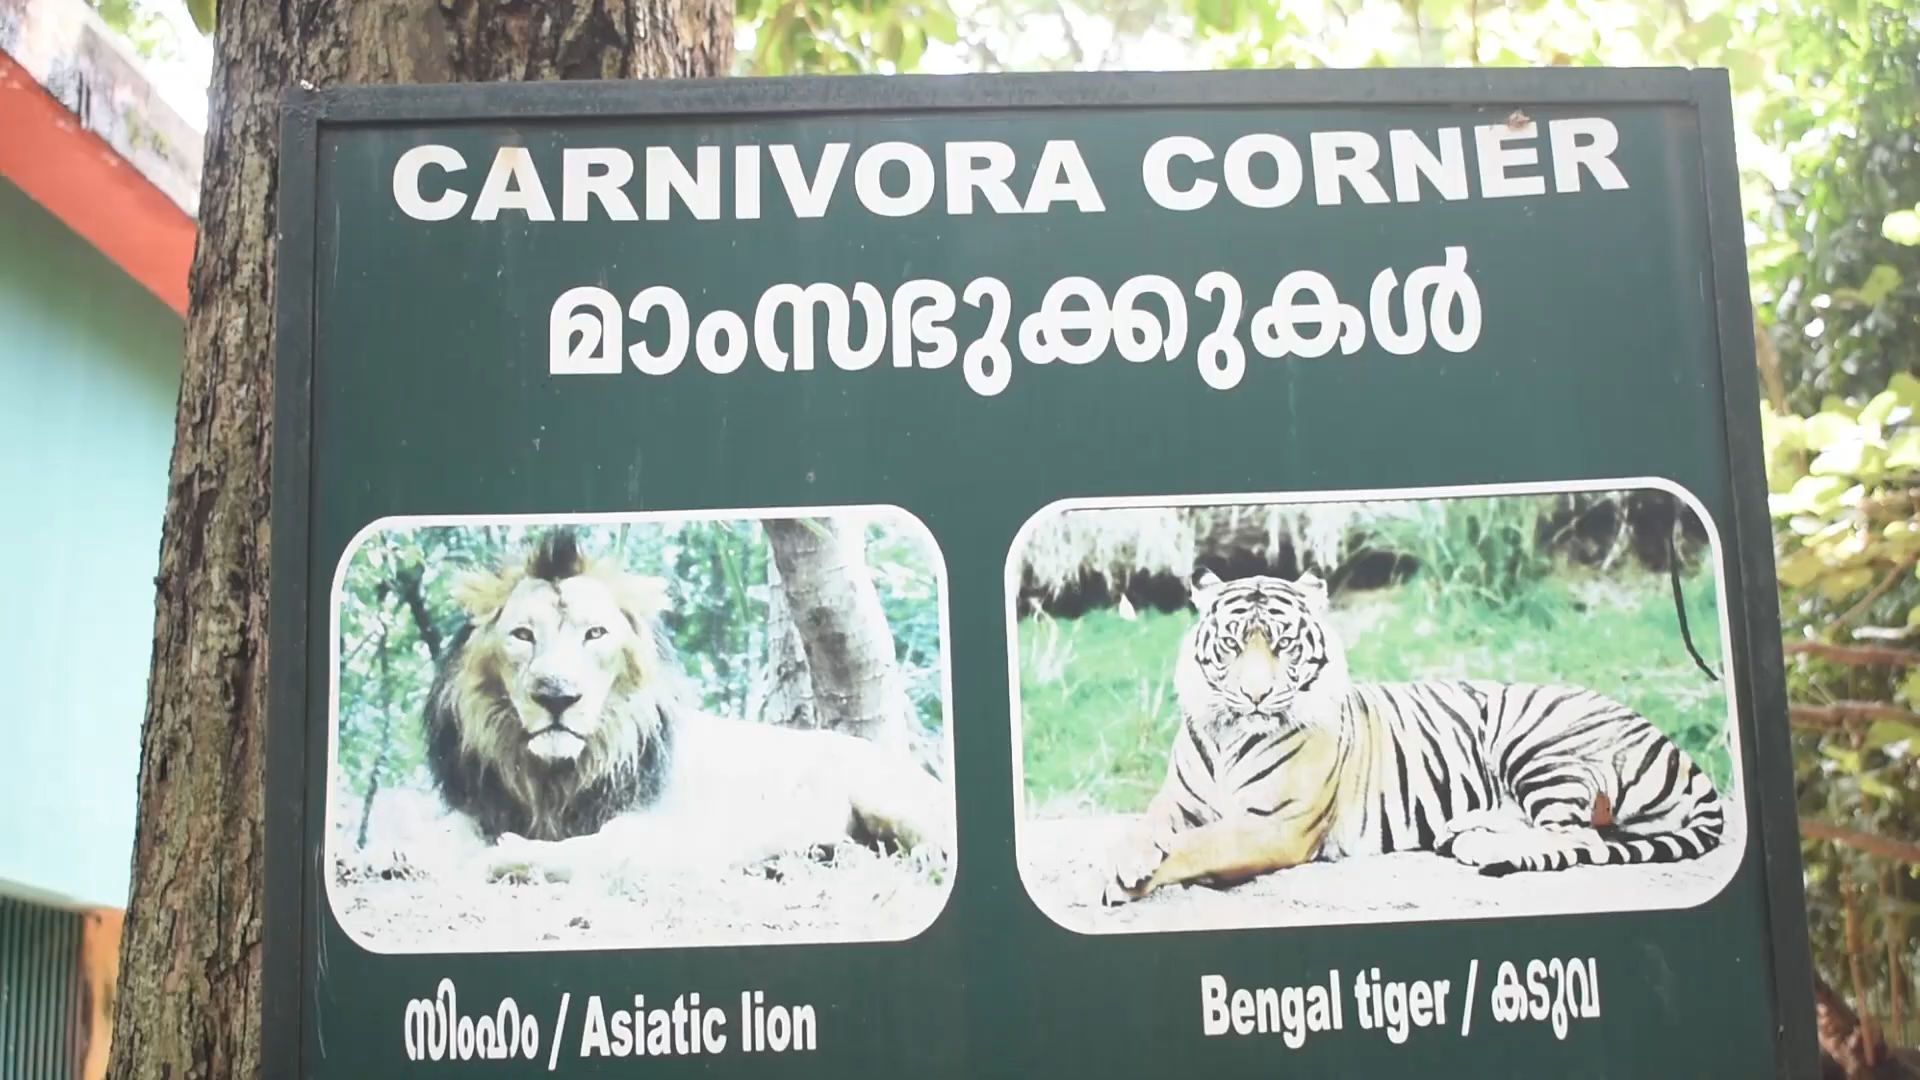 CARNIVORA CORNER
മാംസഭുക്കുകൾ
സിംഹം / Asiatic lion
Bengal tiger / കടുവ